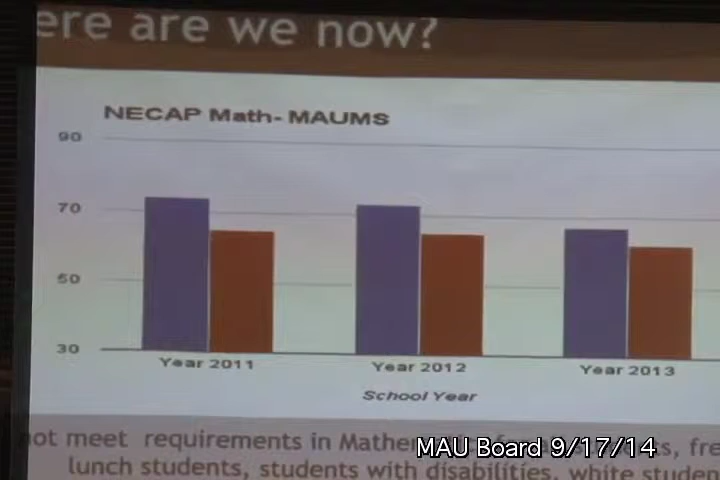 ere are we now?
NECAP Math- MAUMS
90
70
50
30
Year 2011 Year 2012 Year 2013
School Year
not meet requirements in Mathe
MAU Board 9/17/14
lunch students, students with disabilities, white studen